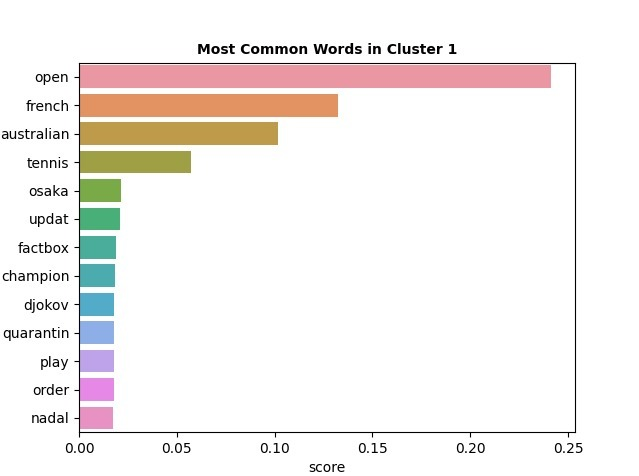 Most Common Words in Cluster 1
open
french
australian
tennis
osaka
updat
factbox
champion
djokov
quarantin
play
order
nadal
0.00 0.05 0.10 0.15 0.20 0.25
score